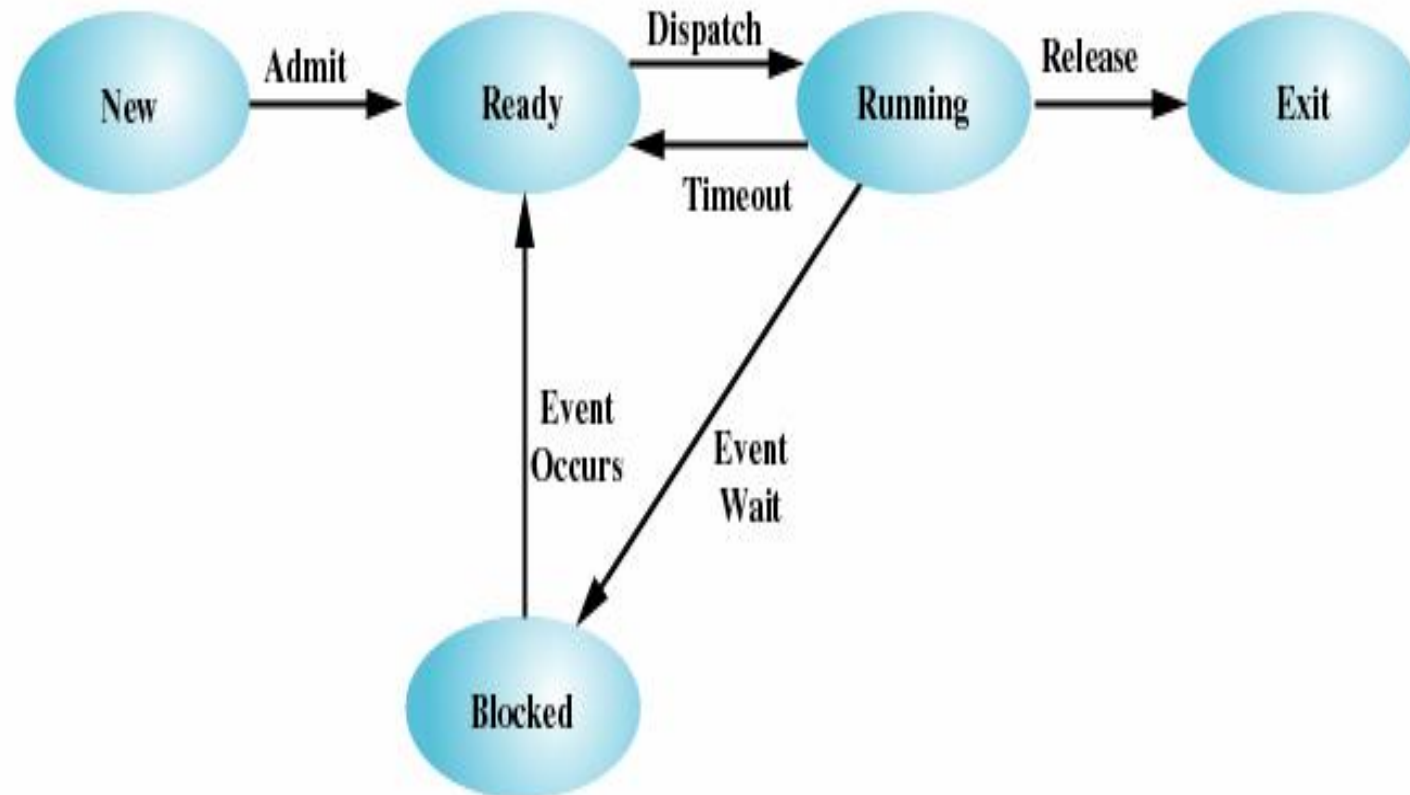 Dispatch
Admit
Release
New
Ready
Running
Exit
Timeout
Event
Occurs
Event
Wait
Blocked